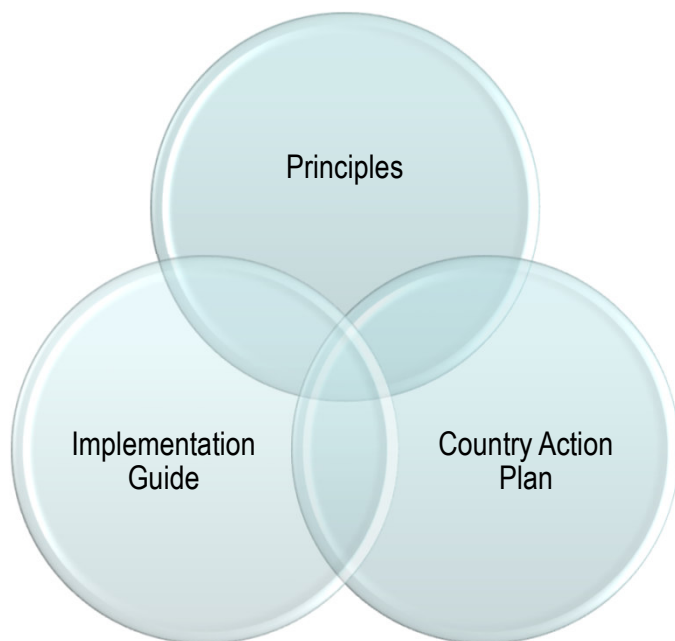 Principles
Implementation
Guide
Country Action
Plan